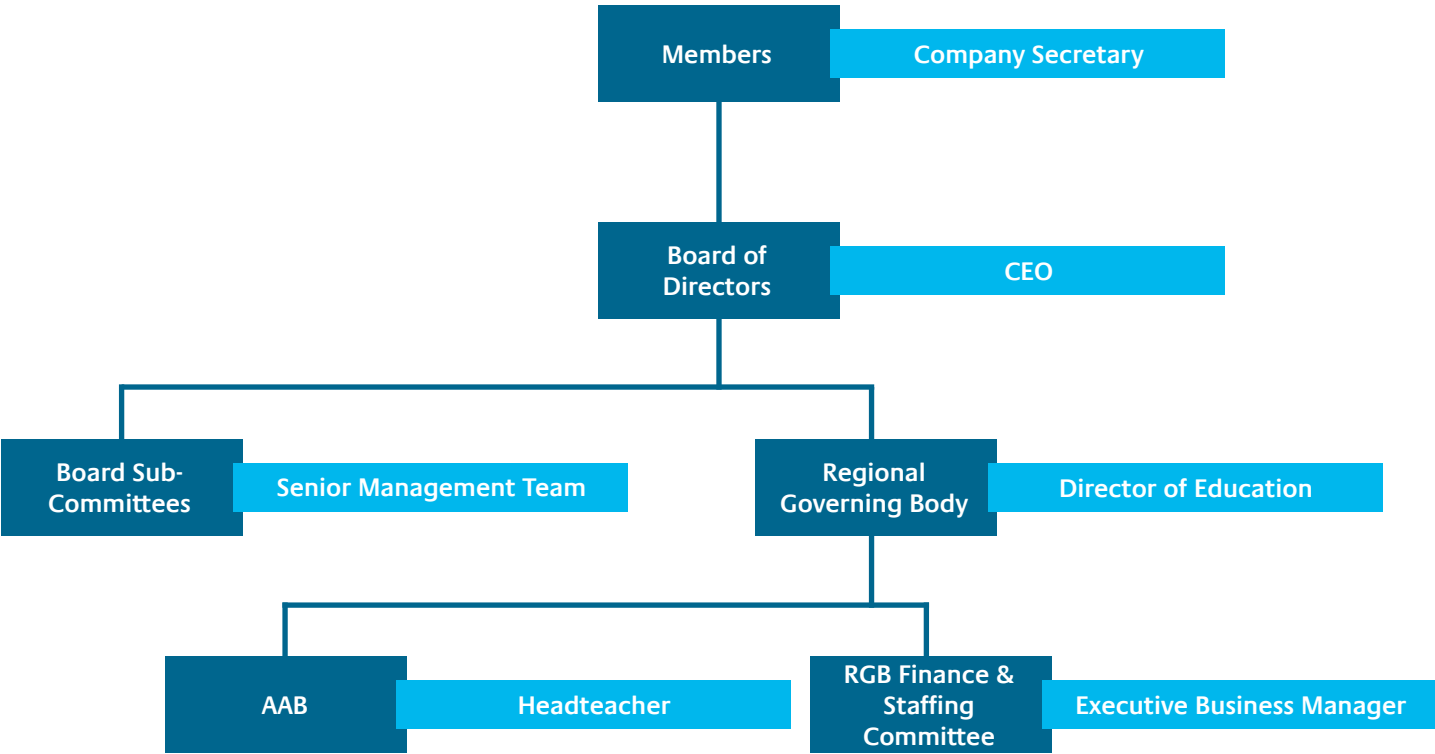 Members
Company Secretary
Board of
Directors
CEO
Board Sub-
Committees
Senior Management Team
Regional
Governing Body
Director of Education
AAB
Headteacher
RGB Finance &
Staffing
Committee
Executive Business Manager